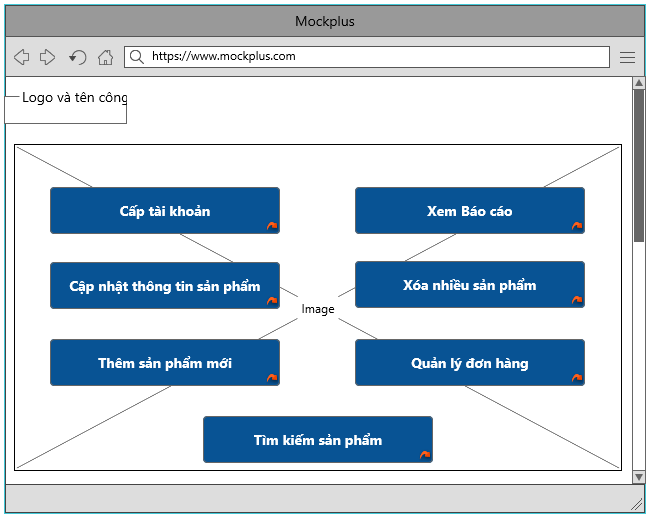 Mockplus
https://www.mockplus.com
Logo và tên công
Cấp tài khoản
Xem Báo cáo
Cập nhật thông tin sản phẩm
Xóa nhiều sản phẩm
Image
Thêm sản phẩm mới
Quản lý đơn hàng
Tìm kiếm sản phẩm